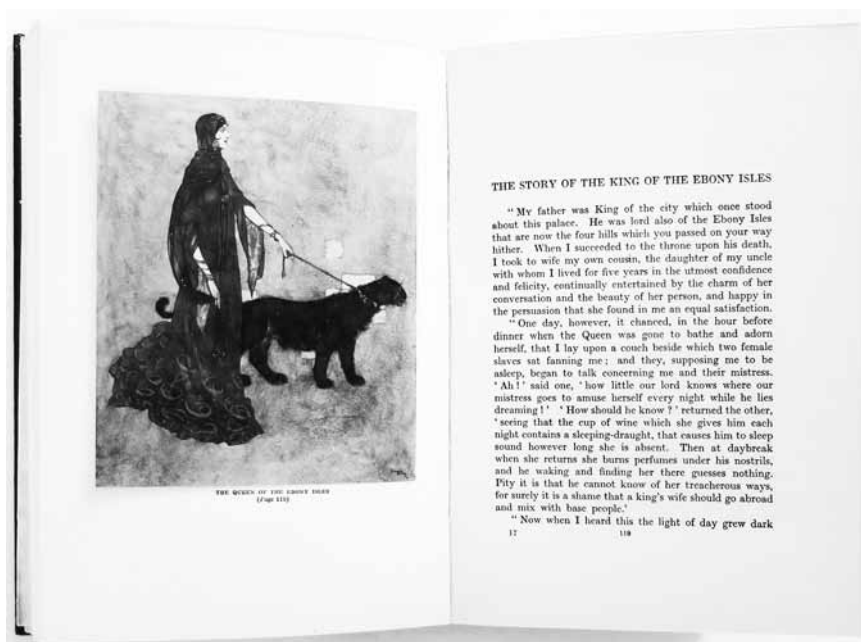 THE QUEEN OF THE EBONY ISLES
THE STORY OF THE KING OF THE EBONY ISLES
“My father was King of the city which once stood
about this palace. He was lord also of the Ebony Isles
that are now the four hills which you passed on your way
hither. When I succeeded to the throne upon his death,
I took to wife my own cousin, the daughter of my uncle
with whom I lived for five years in the utmost confidence
and felicity, continually entertained by the charm of her
conversation and the beauty of her person, and happy in
the persuasion that she found in me an equal satisfaction.
“One day, however, it chanced, in the hour before
dinner when the Queen was gone to bathe and adorn
herself, that I lay upon a couch beside which two female
slaves sat fanning me; and they, supposing me to be
asleep, began to talk concerning me and their mistress.
‘Ah!’ said one, ‘how little our lord knows where our
mistress goes to amuse herself every night while he lies
dreaming!’ ‘How should he know?’ returned the other,
‘seeing that the cup of wine which she gives him each
night contains a sleeping-draught, that causes him to sleep
sound however long she is absent. Then at daybreak
when she returns she burns perfumes under his nostrils,
and he waking and finding her there guesses nothing.
Pity it is that he cannot know of her treacherous ways,
for surely it is a shame that a king’s wife should go abroad
and mix with base people.’
“Now when I heard this the light of day grew dark
17